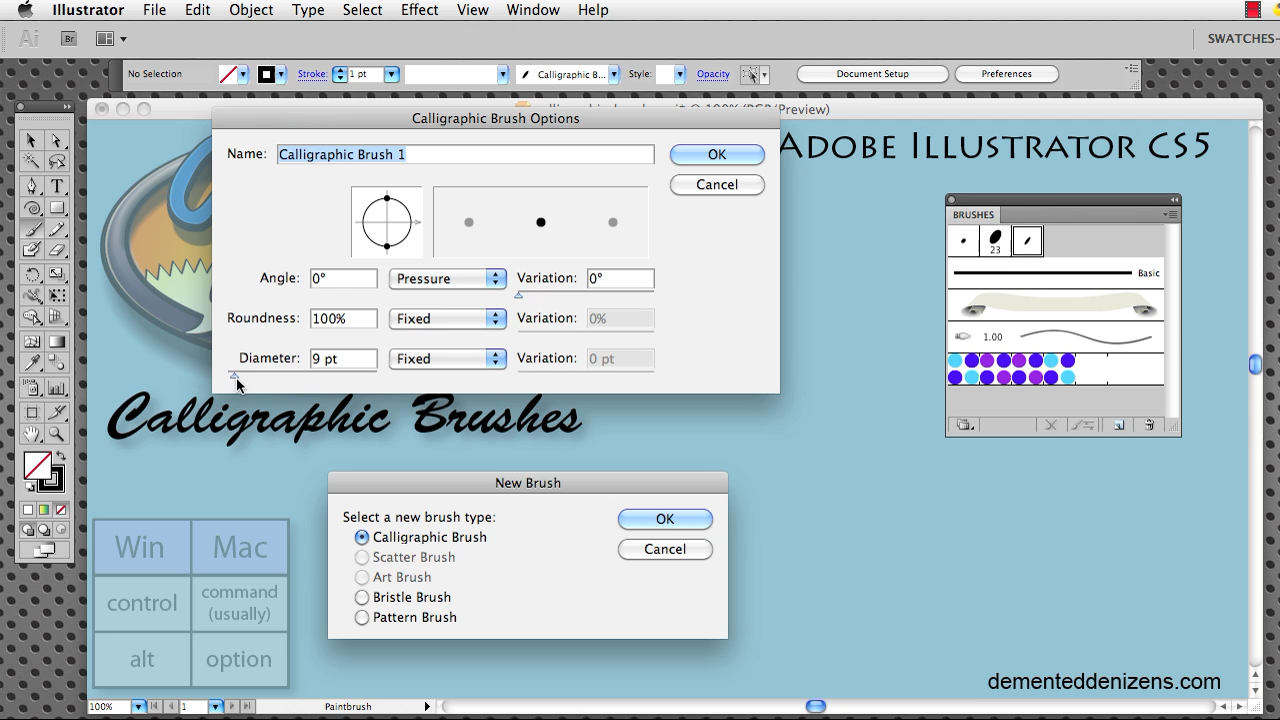 Illustrator File Edit Object Type Select Effect View Window Help
Ai Br SWATCHES-
No Selection Stroke: 1 pt Calligraphic B... Style: Opacity Document Setup Preferences
Calligraphic Brush Options
Name: Calligraphic Brush 1 OK
Cancel
Angle: 0° Pressure Variation: 0°
Roundness: 100% Fixed Variation: 0%
Diameter: 9 pt Fixed Variation: 0 pt
Adobe Illustrator CS5
BRUSHES
23
Basic
1.00
Calligraphic Brushes
New Brush
Select a new brush type: OK
Calligraphic Brush
Cancel
Scatter Brush
Art Brush
Bristle Brush
Pattern Brush
Win Mac
control command
(usually)
alt option
dementeddenizens.com
100% 1 Paintbrush